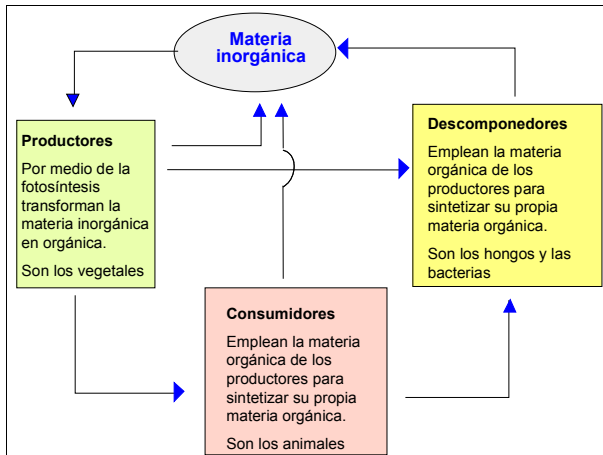 Materia
inorgánica
Productores
Por medio de la
fotosíntesis
transforman la
materia inorgánica
en orgánica.
Son los vegetales
Descomponedores
Emplean la materia
orgánica de los
productores para
sintetizar su propia
materia orgánica.
Son los hongos y las
bacterias
Consumidores
Emplean la materia
orgánica de los
productores para
sintetizar su propia
materia orgánica.
Son los animales